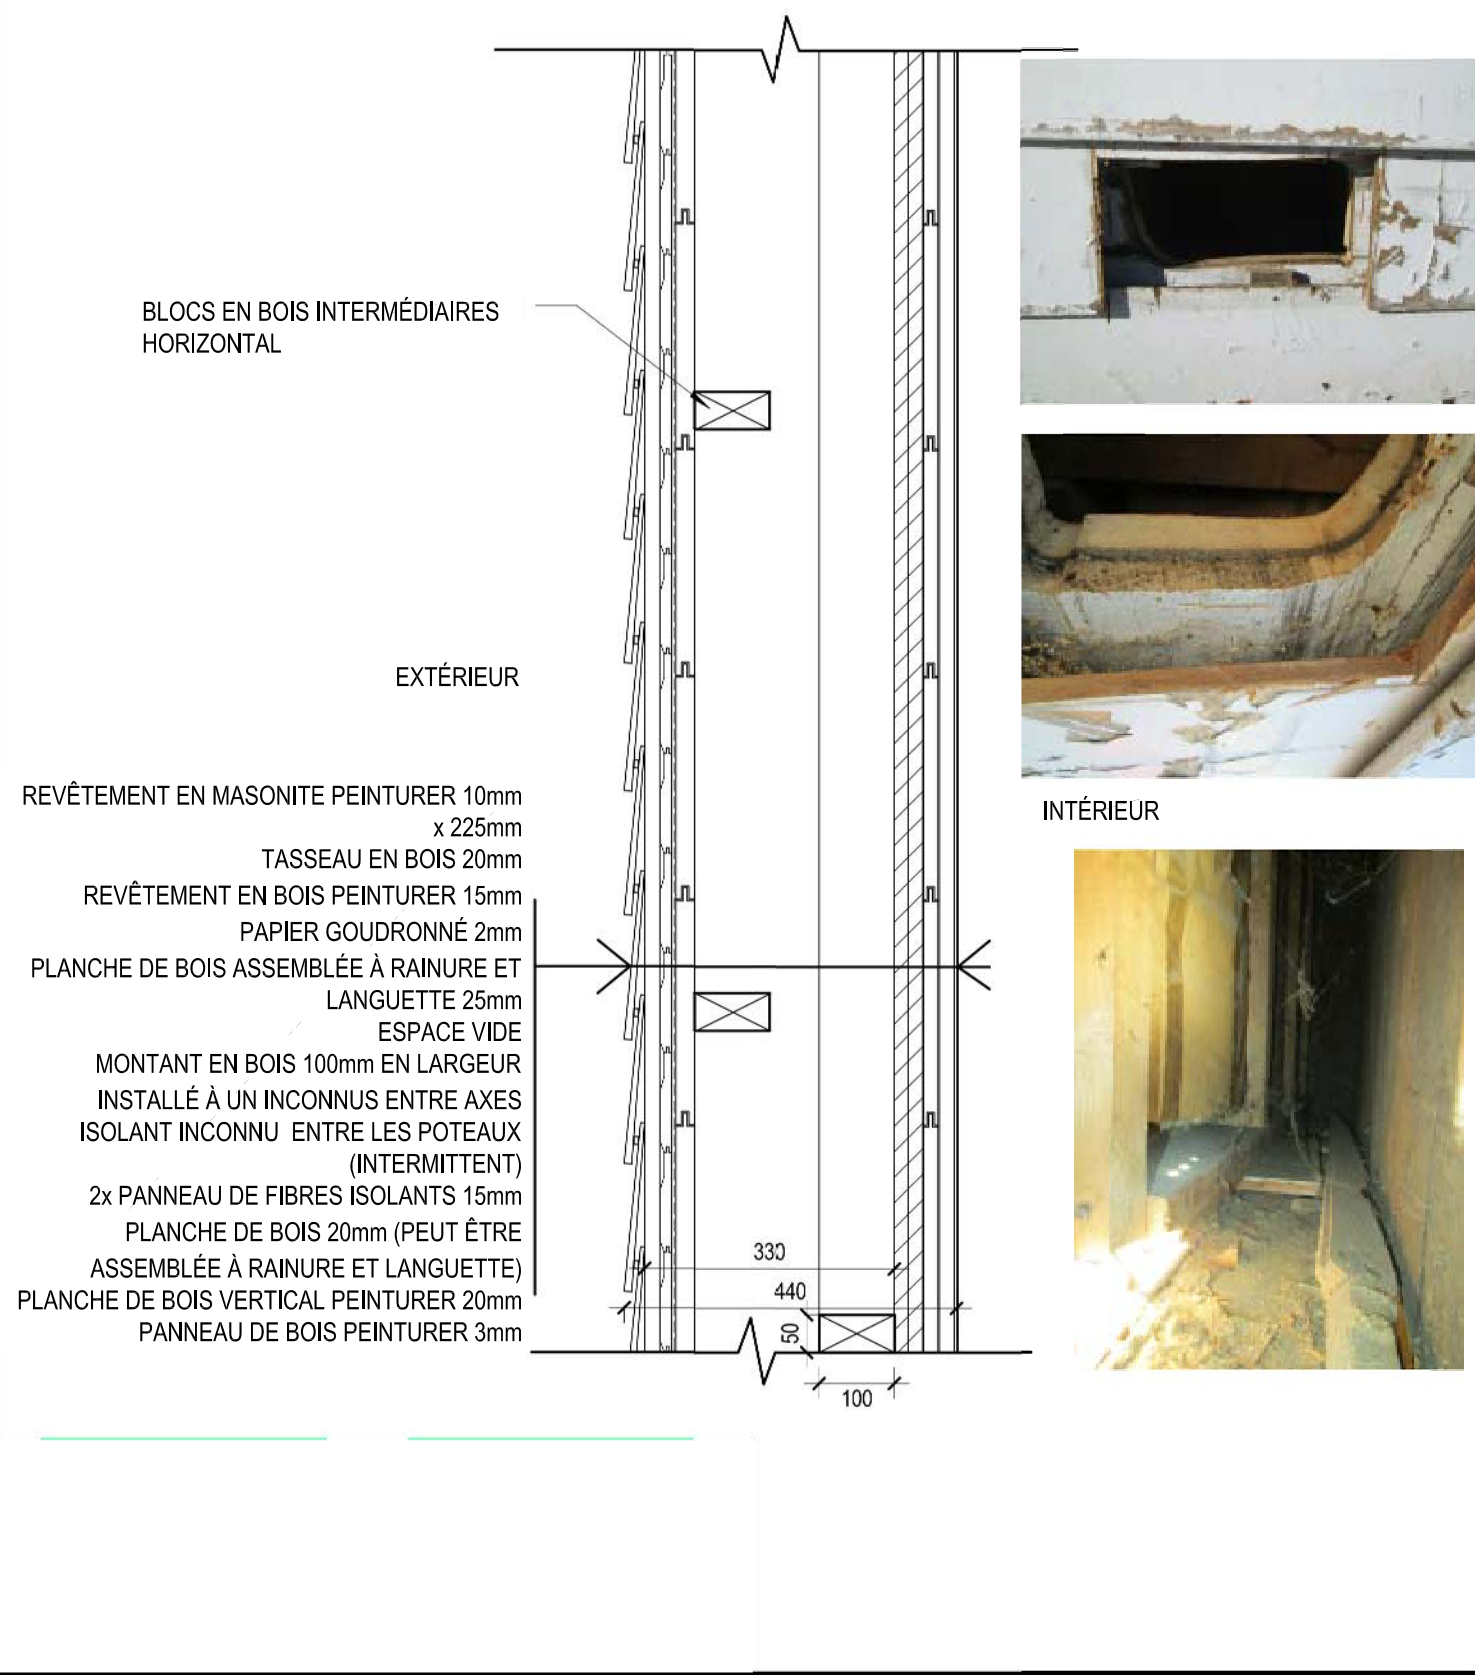 BLOCS EN BOIS INTERMÉDIAIRES
HORIZONTAL
EXTÉRIEUR
REVÊTEMENT EN MASONITE PEINTURER 10mm
x 225mm
TASSEAU EN BOIS 20mm
REVÊTEMENT EN BOIS PEINTURER 15mm
PAPIER GOUDRONNÉ 2mm
PLANCHE DE BOIS ASSEMBLÉE À RAINURE ET
LANGUETTE 25mm
ESPACE VIDE
MONTANT EN BOIS 100mm EN LARGEUR
INSTALLÉ À UN INCONNUS ENTRE AXES
ISOLANT INCONNU ENTRE LES POTEAUX
(INTERMITTENT)
2x PANNEAU DE FIBRES ISOLANTS 15mm
PLANCHE DE BOIS 20mm (PEUT ÊTRE
ASSEMBLÉE À RAINURE ET LANGUETTE)
PLANCHE DE BOIS VERTICAL PEINTURER 20mm
PANNEAU DE BOIS PEINTURER 3mm
INTÉRIEUR
330
440
50
100